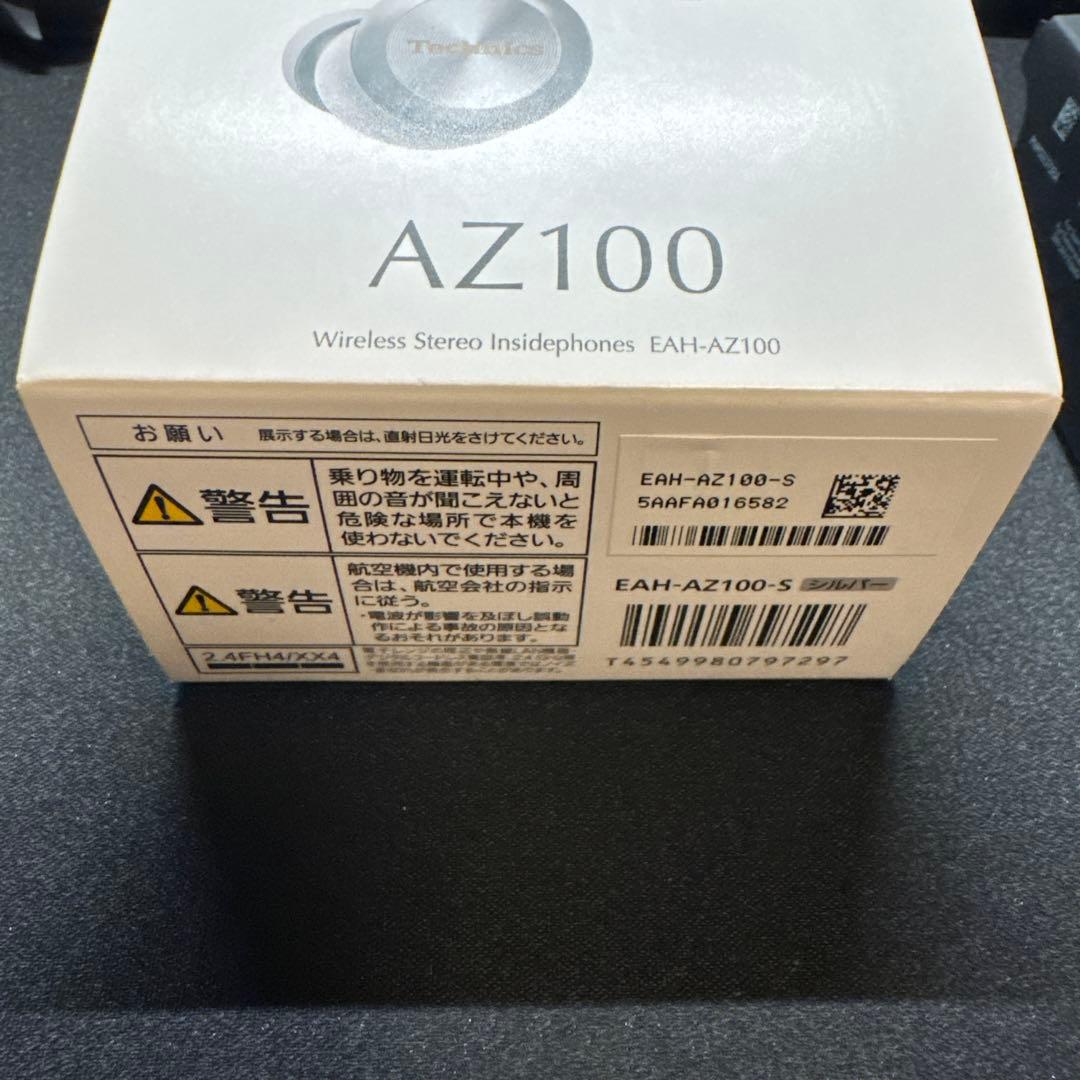 Technics
AZ100
Wireless Stereo Insidephones EAH-AZ100
お願い 展示する場合は、直射日光をさけてください。
警告
乗り物を運転中や、周
囲の音が聞こえないと
危険な場所で本機を
使わないでください。
警告
航空機内で使用する場
合は、航空会社の指示
に従う。
・電波が影響を及ぼし誤動
作による事故の原因とな
るおそれがあります。
2.4FH4/XX4
EAH-AZ100-S
5AAFA016582
EAH-AZ100-S シルバー
T4549980797297